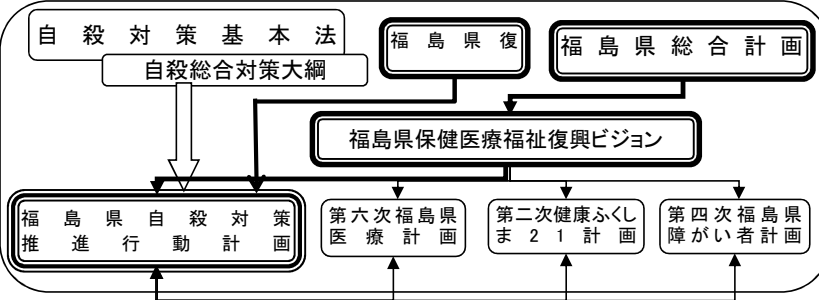 自殺対策基本法
自殺総合対策大綱
福島県復
福島県総合計画
福島県保健医療福祉復興ビジョン
福島県自殺対策
推進行動計画
第六次福島県
医療計画
第二次健康ふくし
ま２１計画
第四次福島県
障がい者計画